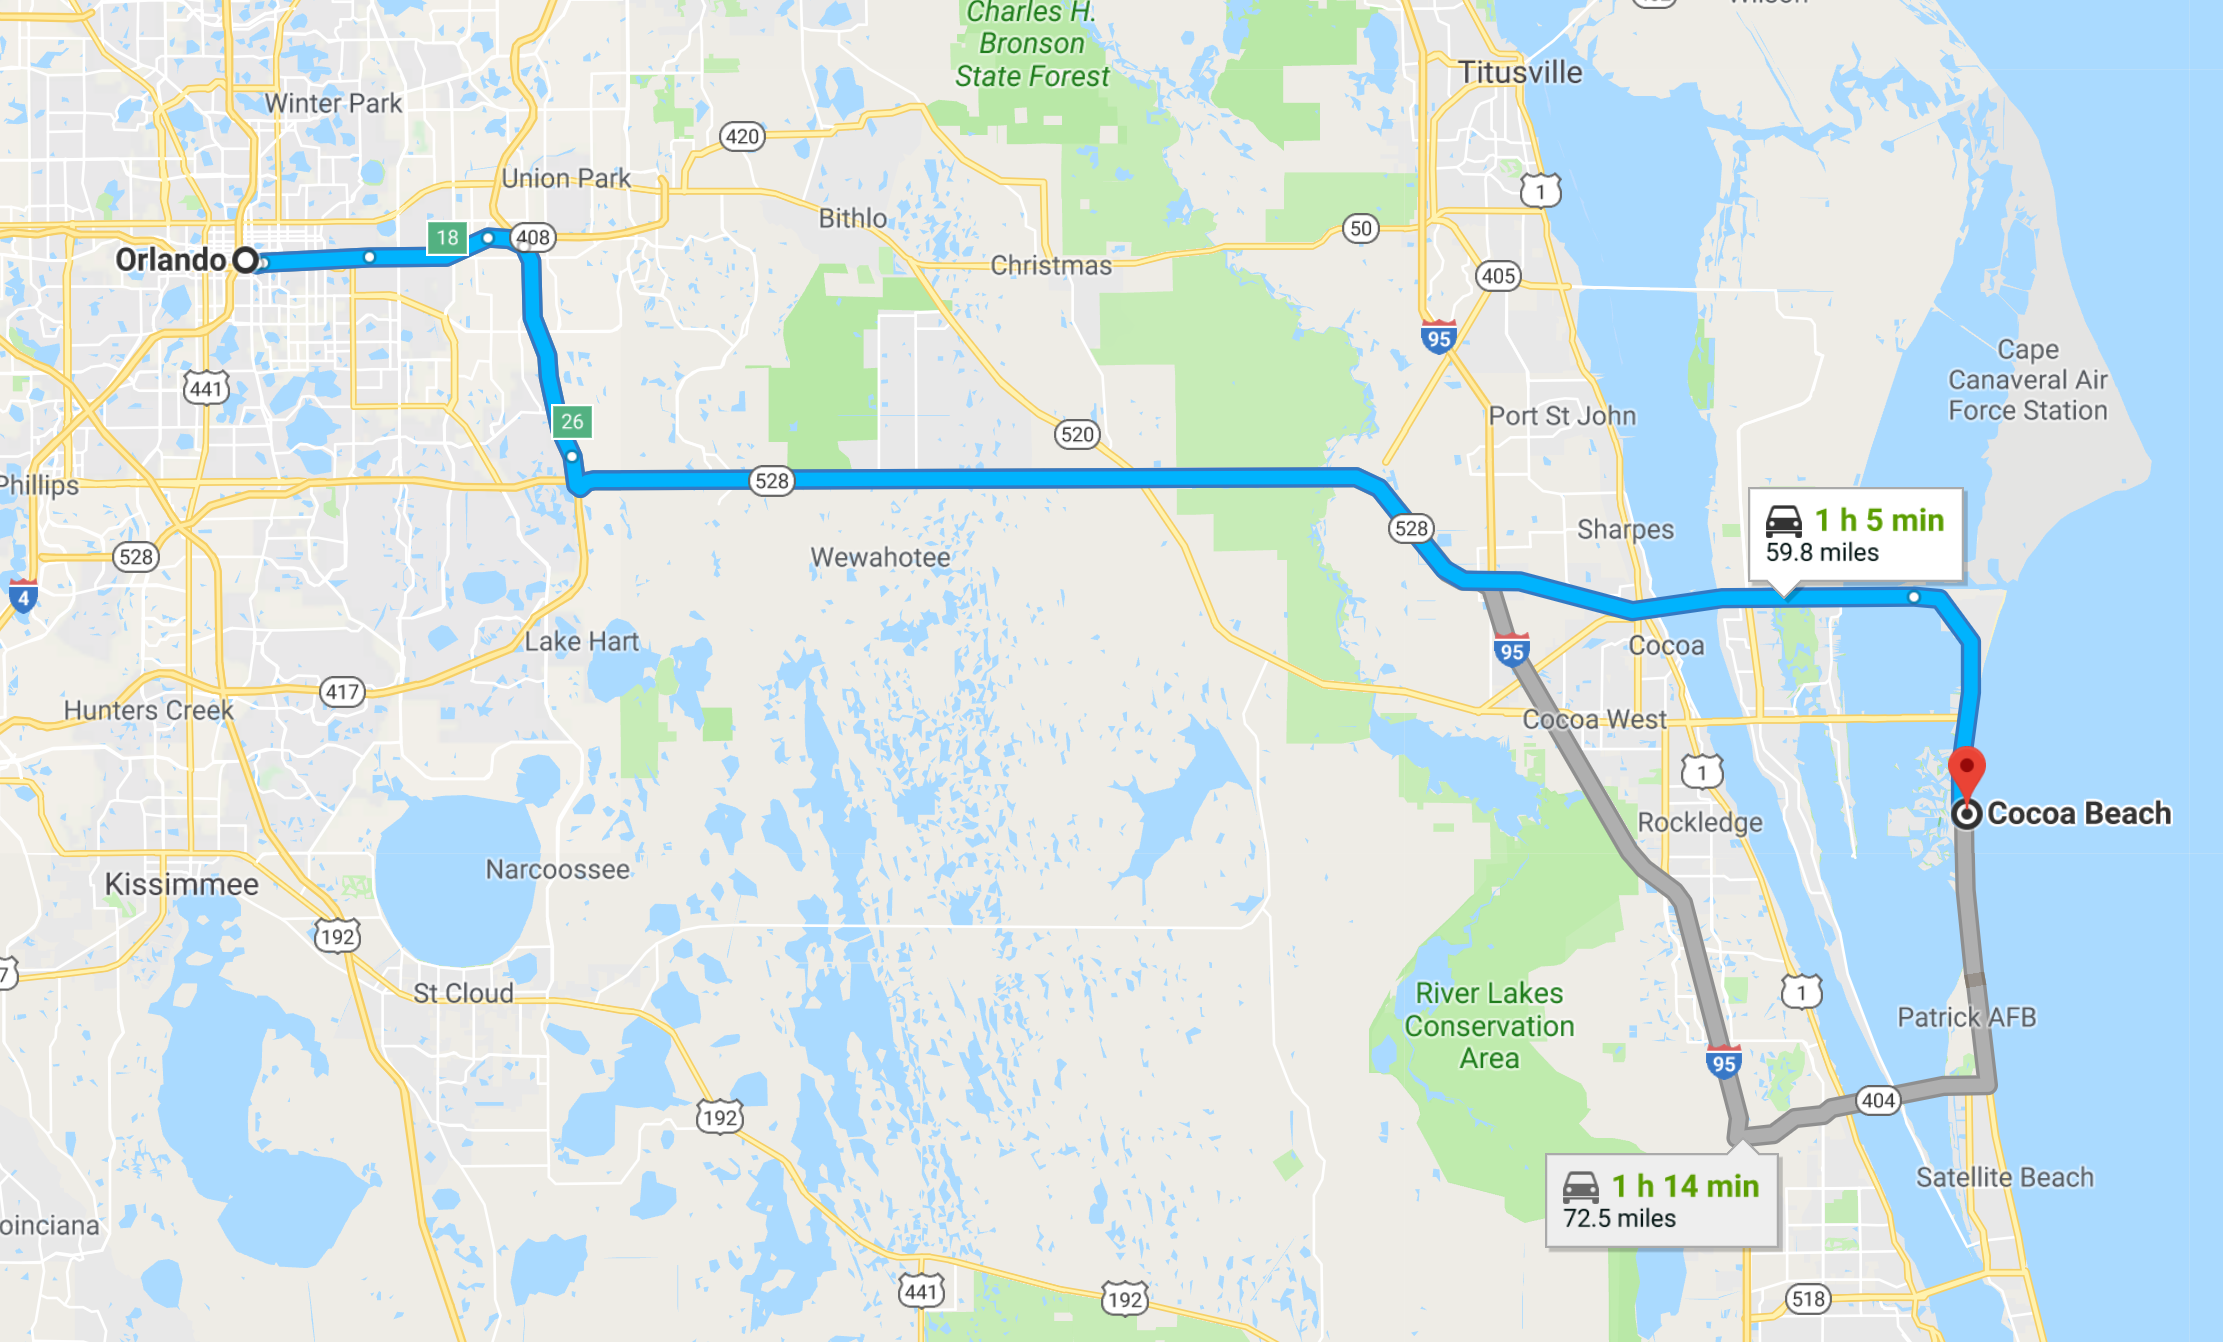 Charles H.
Bronson
State Forest
Titusville
Winter Park
420
Union Park
1
Bithlo
50
18
408
Orlando
Christmas
405
95
Cape
Canaveral Air
Force Station
441
Port St John
26
520
Phillips
528
1 h 5 min
59.8 miles
528
Sharpes
528
Wewahotee
4
Lake Hart
Cocoa
95
417
Hunters Creek
Cocoa West
1
Cocoa Beach
Rockledge
Narcoossee
Kissimmee
192
7
St Cloud
River Lakes
Conservation
Area
1
Patrick AFB
95
404
192
Satellite Beach
1 h 14 min
72.5 miles
oinciana
441
192
518